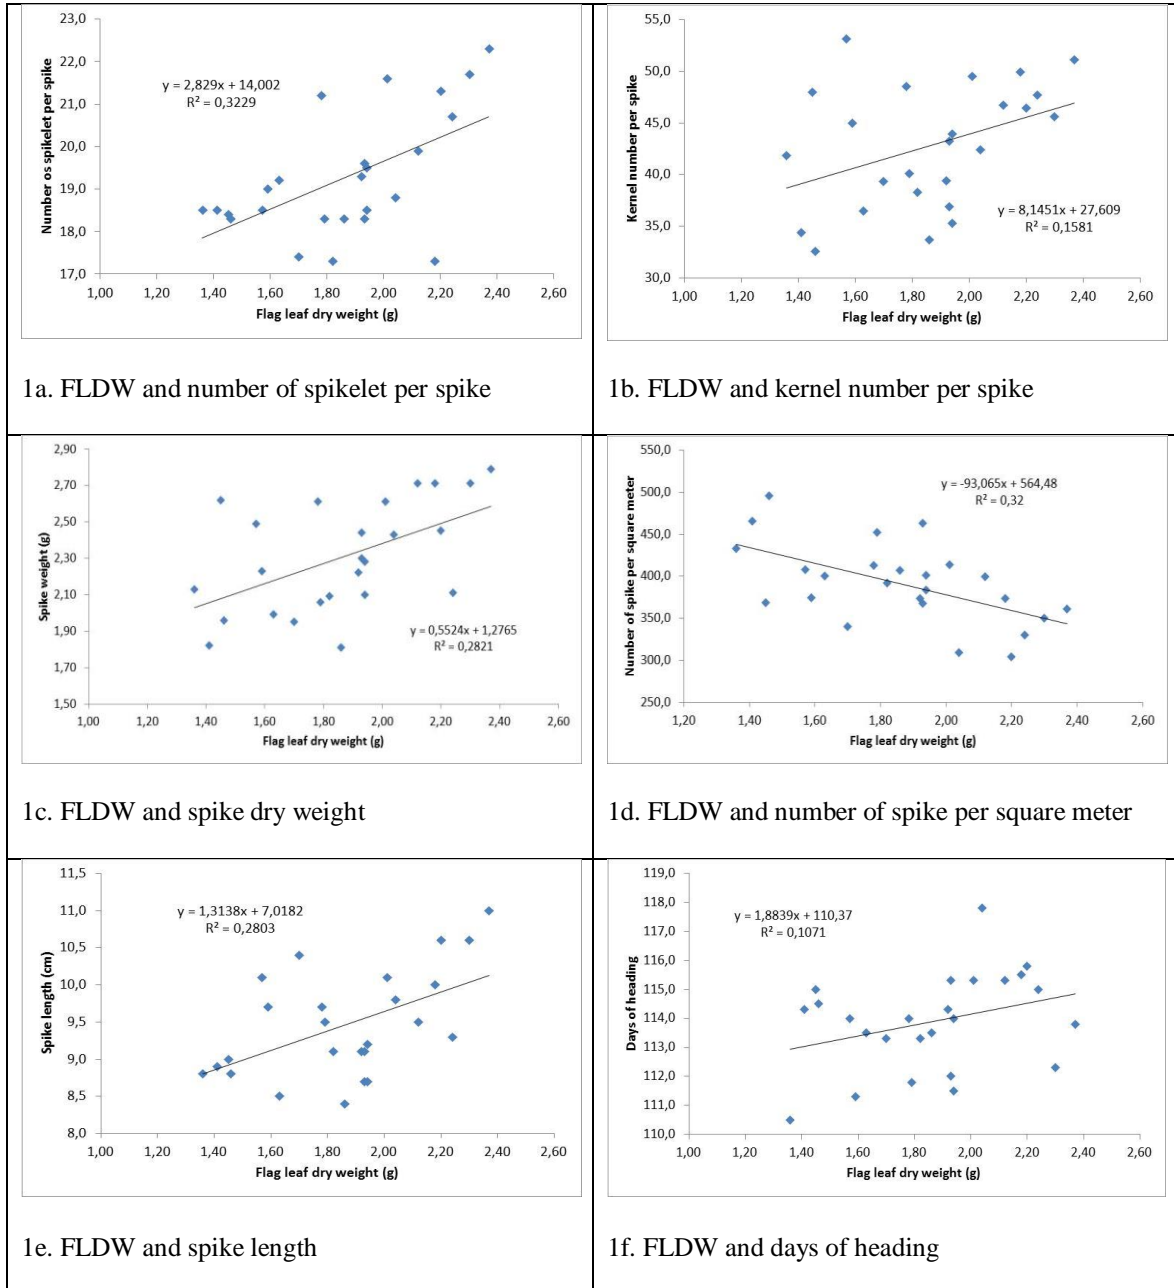 23,0
22,0
21,0
20,0
19,0
18,0
17,0
Number os spikelet per spike
y = 2,829x + 14,002
R² = 0,3229
1,00 1,20 1,40 1,60 1,80 2,00 2,20 2,40 2,60
Flag leaf dry weight (g)
1a. FLDW and number of spikelet per spike
55,0
50,0
45,0
40,0
35,0
30,0
Kernel number per spike
y = 8,1451x + 27,609
R² = 0,1581
1,00 1,20 1,40 1,60 1,80 2,00 2,20 2,40 2,60
Flag leaf dry weight (g)
1b. FLDW and kernel number per spike
2,90
2,70
2,50
2,30
2,10
1,90
1,70
1,50
Spike weight (g)
y = 0,5524x + 1,2765
R² = 0,2821
1,00 1,20 1,40 1,60 1,80 2,00 2,20 2,40 2,60
Flag leaf dry weight (g)
1c. FLDW and spike dry weight
550,0
500,0
450,0
400,0
350,0
300,0
250,0
Number of spike per square meter
y = -93,065x + 564,48
R² = 0,32
1,20 1,40 1,60 1,80 2,00 2,20 2,40 2,60
Flag leaf dry weight (g)
1d. FLDW and number of spike per square meter
11,5
11,0
10,5
10,0
9,5
9,0
8,5
8,0
Spike length (cm)
y = 1,3138x + 7,0182
R² = 0,2803
1,00 1,20 1,40 1,60 1,80 2,00 2,20 2,40 2,60
Flag leaf dry weight (g)
1e. FLDW and spike length
119,0
118,0
117,0
116,0
115,0
114,0
113,0
112,0
111,0
110,0
Days of heading
y = 1,8839x + 110,37
R² = 0,1071
1,00 1,20 1,40 1,60 1,80 2,00 2,20 2,40 2,60
Flag leaf dry weight (g)
1f. FLDW and days of heading